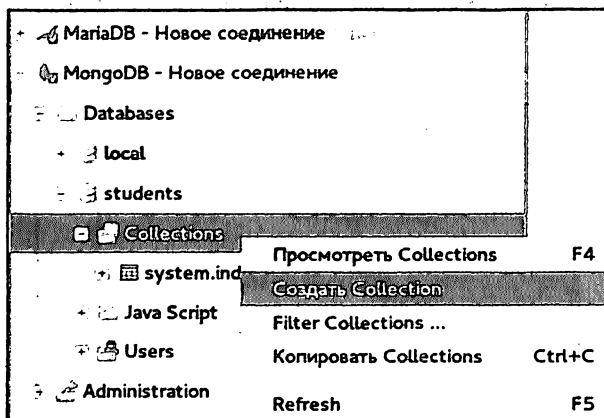 MariaDB - Новое соединение
MongoDB - Новое соединение
Databases
local
students
Collections
Просмотреть Collections F4
system.ind
Создать Collection
Java Script
Filter Collections ...
Users
Копировать Collections Ctrl+C
Administration
Refresh F5